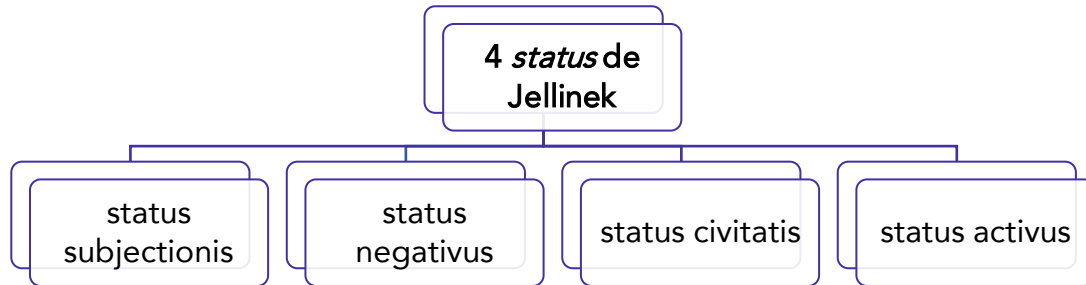 4 status de
Jellinek
status
subjectionis
status
negativus
status civitatis
status activus